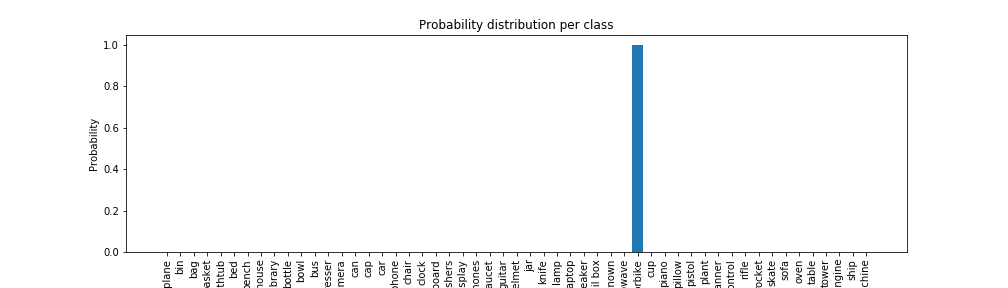 Probability distribution per class
Probability
1.0
0.8
0.6
0.4
0.2
0.0
plane
bin
bag
asket
thtub
bed
bench
house
brary
bottle
bowl
bus
esser
mera
can
cap
car
phone
chair
clock
board
shers
splay
hones
aucet
guitar
elmet
jar
knife
lamp
aptop
eaker
il box
nown
owave
orbike
cup
piano
pillow
pistol
plant
anner
ontrol
rifle
ocket
skate
sofa
oven
table
tower
ngine
ship
chine